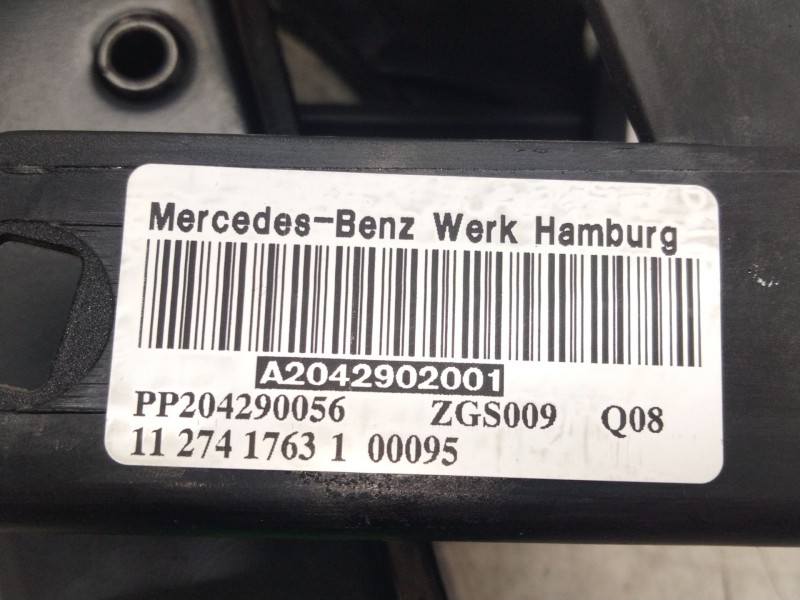 Mercedes-Benz Werk Hamburg
A2042902001
PP204290056 ZGS009 Q08
11 274 1763 1 00095